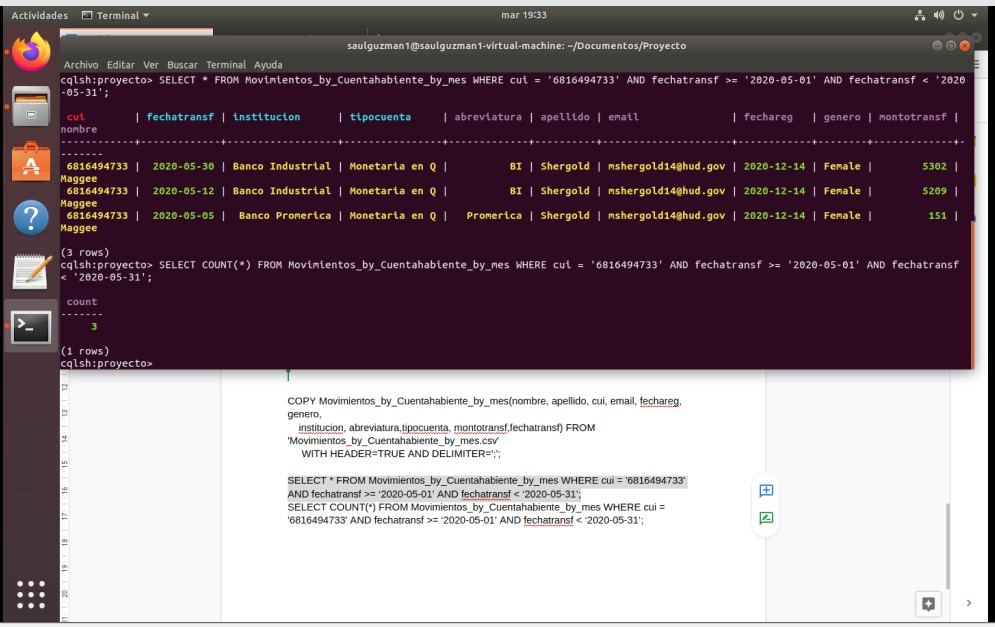 Actividades Terminal mar 19:33
saulguzman1@saulguzman1-virtual-machine: ~/Documentos/Proyecto
Archivo Editar Ver Buscar Terminal Ayuda
cqlsh:proyecto> SELECT * FROM Movimientos_by_Cuentahabiente_by_mes WHERE cui = '6816494733' AND fechatransf >= '2020-05-01' AND fechatransf < '2020
-05-31';
cui | fechatransf | institucion | tipocuenta | abreviatura | apellido | email | fechareg | genero | montotransf |
nombre
------------+-------------+------------------+----------------+-------------+----------+---------------------+------------+--------+-------------+-
-------
6816494733 | 2020-05-30 | Banco Industrial | Monetaria en Q | BI | Shergold | mshergold14@hud.gov | 2020-12-14 | Female | 5302 |
Maggee
6816494733 | 2020-05-12 | Banco Industrial | Monetaria en Q | BI | Shergold | mshergold14@hud.gov | 2020-12-14 | Female | 5209 |
Maggee
6816494733 | 2020-05-05 | Banco Promerica | Monetaria en Q | Promerica | Shergold | mshergold14@hud.gov | 2020-12-14 | Female | 151 |
Maggee
(3 rows)
cqlsh:proyecto> SELECT COUNT(*) FROM Movimientos_by_Cuentahabiente_by_mes WHERE cui = '6816494733' AND fechatransf >= '2020-05-01' AND fechatransf
< '2020-05-31';
count
-------
3
(1 rows)
cqlsh:proyecto>
COPY Movimientos_by_Cuentahabiente_by_mes(nombre, apellido, cui, email, fechareg,
genero,
institucion, abreviatura,tipocuenta, montotransf,fechatransf) FROM
'Movimientos_by_Cuentahabiente_by_mes.csv'
WITH HEADER=TRUE AND DELIMITER=';';
SELECT * FROM Movimientos_by_Cuentahabiente_by_mes WHERE cui = '6816494733'
AND fechatransf >= '2020-05-01' AND fechatransf < '2020-05-31';
SELECT COUNT(*) FROM Movimientos_by_Cuentahabiente_by_mes WHERE cui =
'6816494733' AND fechatransf >= '2020-05-01' AND fechatransf < '2020-05-31';
12
13
14
15
16
17
18
19
20